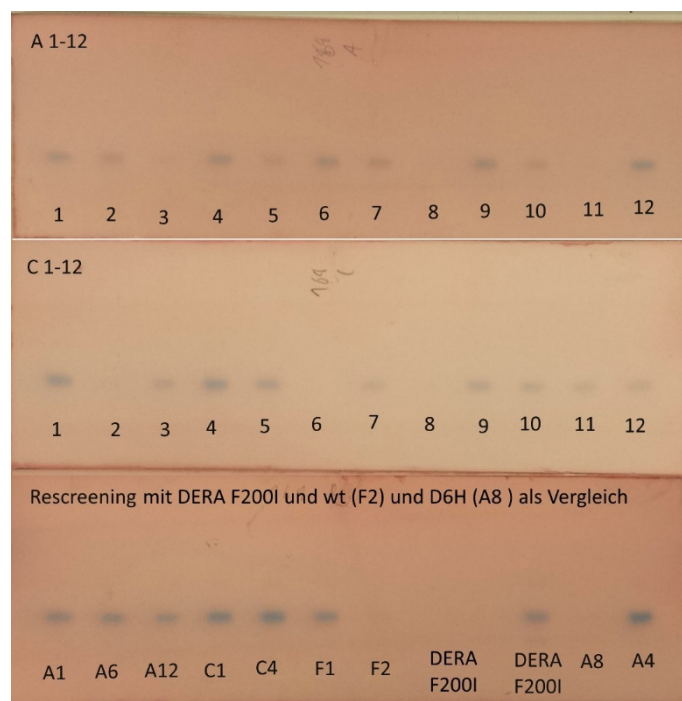 A 1-12
169 A
1 2 3 4 5 6 7 8 9 10 11 12
C 1-12
169 C
1 2 3 4 5 6 7 8 9 10 11 12
Rescreening mit DERA F200I und wt (F2) und D6H (A8 ) als Vergleich
A1 A6 A12 C1 C4 F1 F2 DERA F200I DERA F200I A8 A4